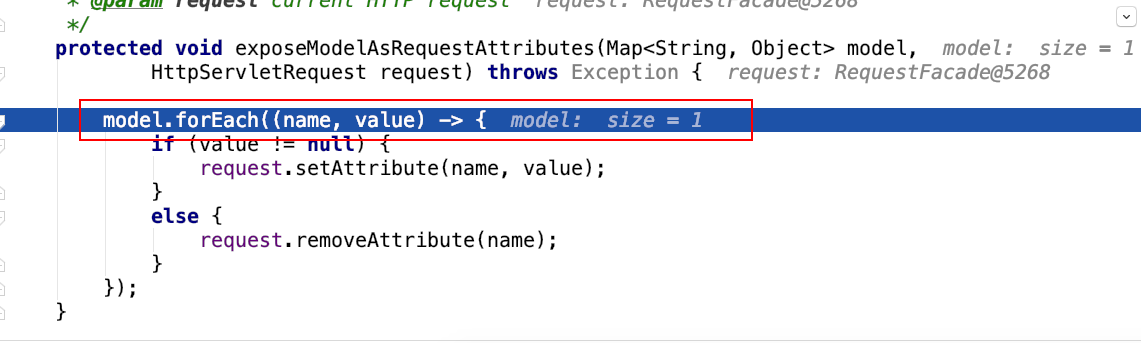 * @param request current HTTP request request: RequestFacade@5268
*/
protected void exposeModelAsRequestAttributes(Map<String, Object> model, model: size = 1
HttpServletRequest request) throws Exception { request: RequestFacade@5268
model.forEach((name, value) -> { model: size = 1
if (value != null) {
request.setAttribute(name, value);
}
else {
request.removeAttribute(name);
}
});
}